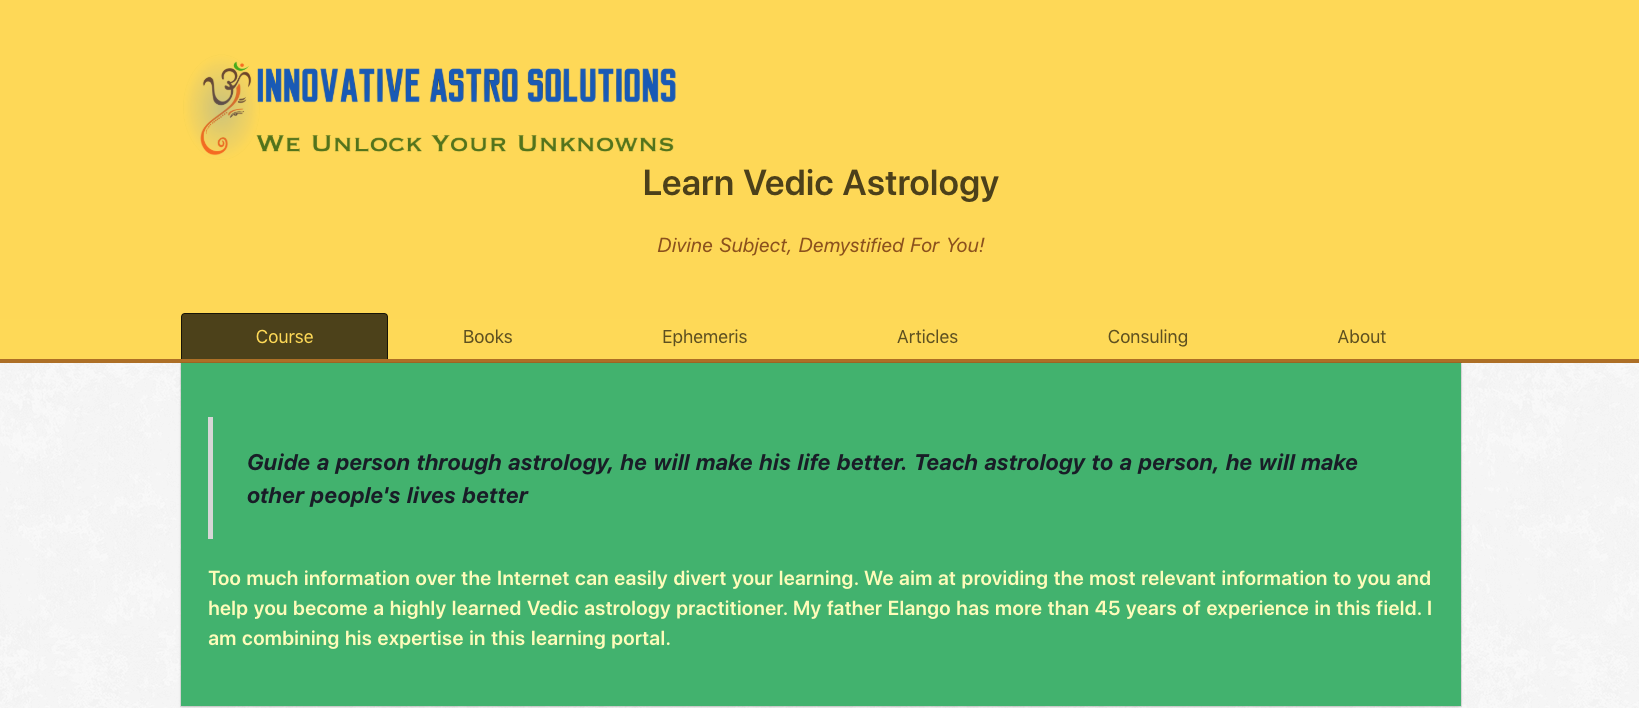 INNOVATIVE ASTRO SOLUTIONS
WE UNLOCK YOUR UNKNOWNS
Learn Vedic Astrology
Divine Subject, Demystified For You!
Course Books Ephemeris Articles Consuling About
Guide a person through astrology, he will make his life better. Teach astrology to a person, he will make
other people's lives better
Too much information over the Internet can easily divert your learning. We aim at providing the most relevant information to you and
help you become a highly learned Vedic astrology practitioner. My father Elango has more than 45 years of experience in this field. I
am combining his expertise in this learning portal.